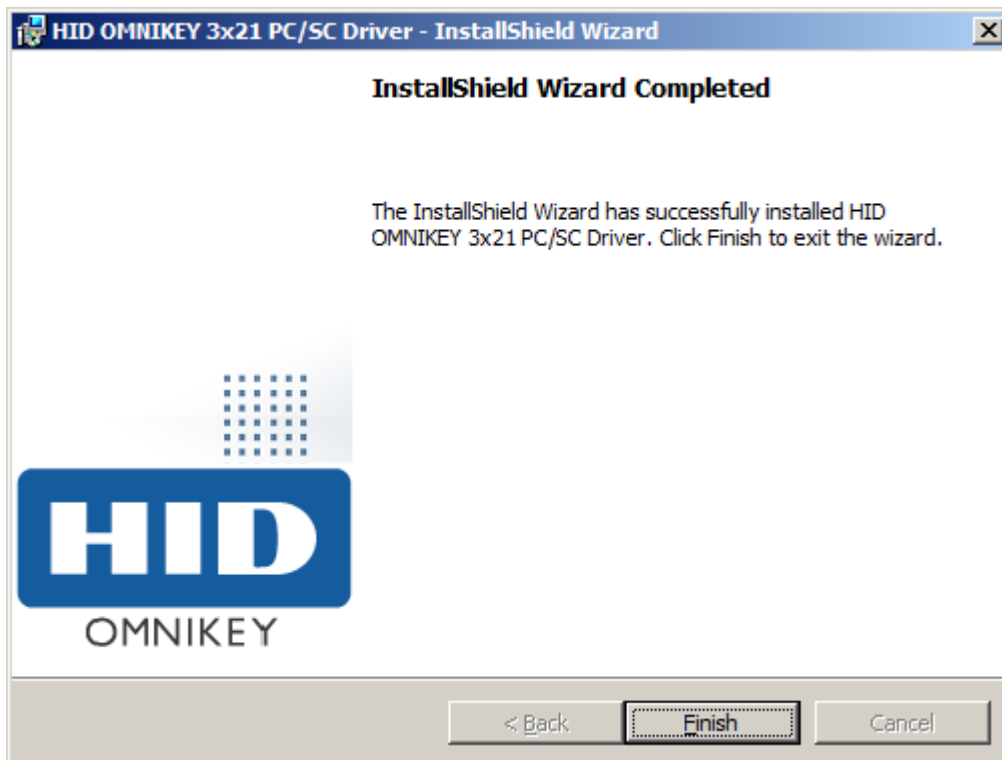 HID OMNIKEY 3x21 PC/SC Driver - InstallShield Wizard
InstallShield Wizard Completed
The InstallShield Wizard has successfully installed HID
OMNIKEY 3x21 PC/SC Driver. Click Finish to exit the wizard.
HID
OMNIKEY
< Back
Finish
Cancel